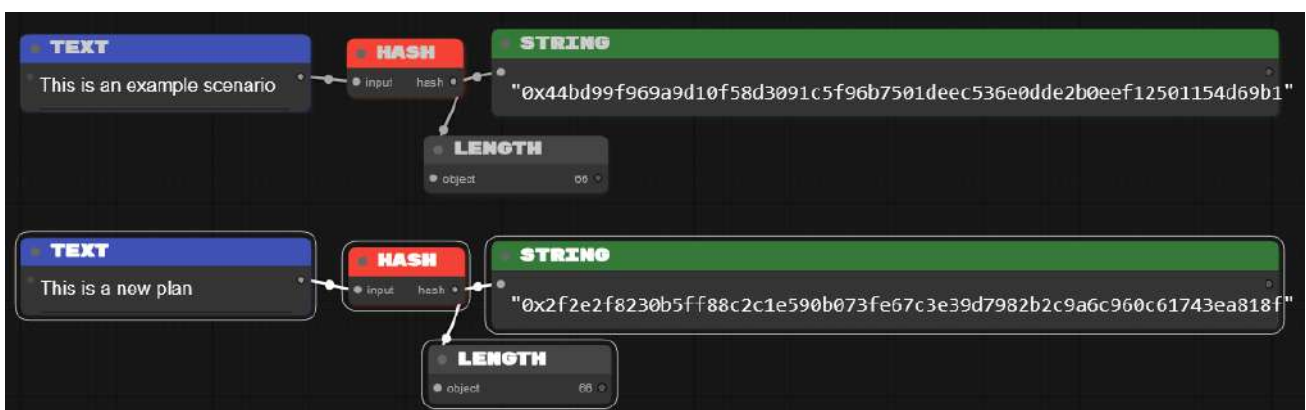 TEXT
HASH
STRING
This is an example scenario
input hash
"0x44bd99f969a9d10f58d3091c5f96b7501deec536e0dde2b0eef12501154d69b1"
LENGTH
object 66
TEXT
HASH
STRING
This is a new plan
input hash
"0x2f2e2f8230b5ff88c2c1e590b073fe67c3e39d7982b2c9a6c960c61743ea818f"
LENGTH
object 66